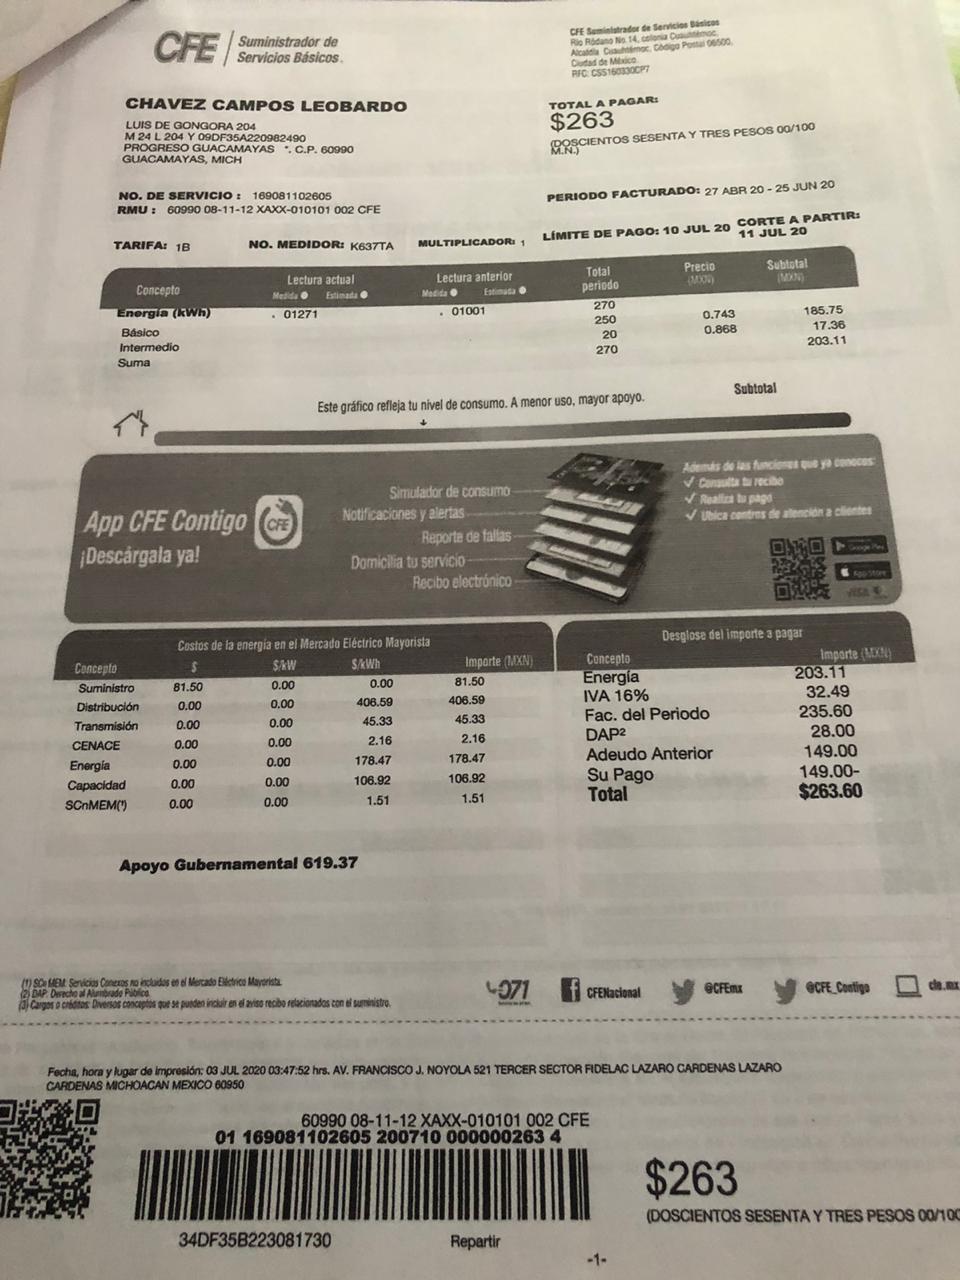 CFE Suministrador de
Servicios Básicos.
CFE Suministrador de Servicios Básicos
Río Ródano No. 14, colonia Cuauhtémoc,
Alcaldía Cuauhtémoc, Código Postal 06500,
Ciudad de México.
RFC: CSS160330CP7
CHAVEZ CAMPOS LEOBARDO
LUIS DE GONGORA 204
M 24 L 204 Y 09DF35A220982490
PROGRESO GUACAMAYAS *. C.P. 60990
GUACAMAYAS, MICH
TOTAL A PAGAR:
$263
(DOSCIENTOS SESENTA Y TRES PESOS 00/100
M.N.)
NO. DE SERVICIO : 169081102605
RMU : 60990 08-11-12 XAXX-010101 002 CFE
PERIODO FACTURADO: 27 ABR 20 - 25 JUN 20
TARIFA: 1B NO. MEDIDOR: K637TA MULTIPLICADOR: 1 LÍMITE DE PAGO: 10 JUL 20 CORTE A PARTIR:
11 JUL 20
Concepto Lectura actual Lectura anterior Total periodo Precio (MXN) Subtotal (MXN)
Medida Estimada Medida Estimada
Energía (kWh) 01271 01001 270
Básico 250 0.743 185.75
Intermedio 20 0.868 17.36
Suma 270 203.11
Subtotal
Este gráfico refleja tu nivel de consumo. A menor uso, mayor apoyo.
App CFE Contigo
¡Descárgala ya!
CFE
Simulador de consumo
Notificaciones y alertas
Reporte de fallas
Domicilia tu servicio
Recibo electrónico
Además de las funciones que ya conoces:
✓ Consulta tu recibo
✓ Realiza tu pago
✓ Ubica centros de atención a clientes
Google Play
App Store
VISA
Costos de la energía en el Mercado Eléctrico Mayorista
Concepto $ $/kW $/kWh Importe (MXN)
Suministro 81.50 0.00 0.00 81.50
Distribución 0.00 0.00 406.59 406.59
Transmisión 0.00 0.00 45.33 45.33
CENACE 0.00 0.00 2.16 2.16
Energía 0.00 0.00 178.47 178.47
Capacidad 0.00 0.00 106.92 106.92
SCnMEM(¹) 0.00 0.00 1.51 1.51
Desglose del importe a pagar
Concepto Importe (MXN)
Energía 203.11
IVA 16% 32.49
Fac. del Periodo 235.60
DAP² 28.00
Adeudo Anterior 149.00
Su Pago 149.00-
Total $263.60
Apoyo Gubernamental 619.37
(1) SCn MEM: Servicios Conexos no incluidos en el Mercado Eléctrico Mayorista.
(2) DAP: Derecho al Alumbrado Público.
(3) Cargos o créditos: Diversos conceptos que se pueden incluir en el aviso recibo relacionados con el suministro.
071 CFENacional @CFEmx @CFE_Contigo cfe.mx
Fecha, hora y lugar de impresión: 03 JUL 2020 03:47:52 hrs. AV. FRANCISCO J. NOYOLA 521 TERCER SECTOR FIDELAC LAZARO CARDENAS LAZARO
CARDENAS MICHOACAN MEXICO 60950
60990 08-11-12 XAXX-010101 002 CFE
01 169081102605 200710 000000263 4
34DF35B223081730 Repartir
$263
(DOSCIENTOS SESENTA Y TRES PESOS 00/100
-1-